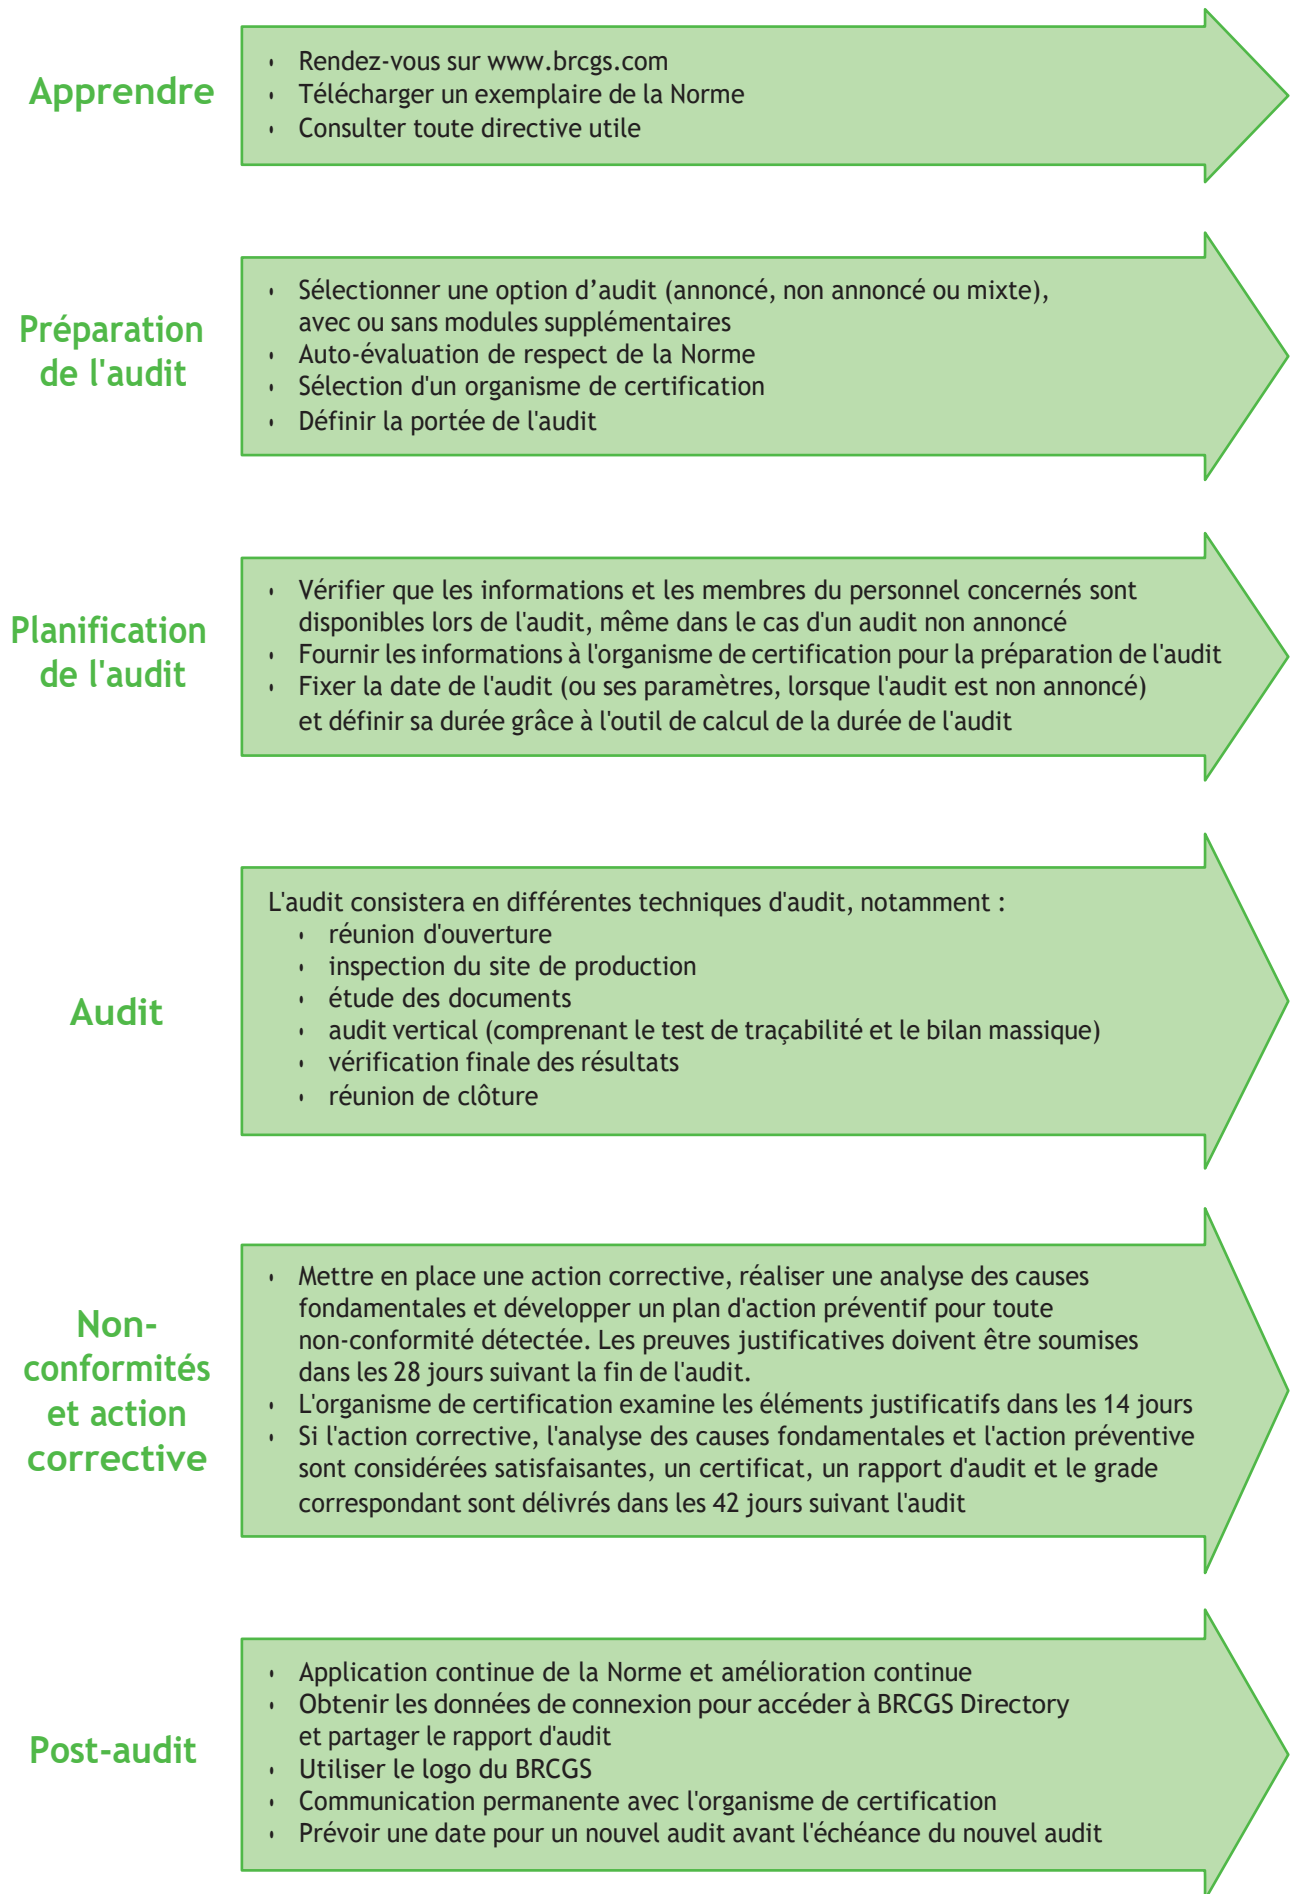 Apprendre
• Rendez-vous sur www.brcgs.com
• Télécharger un exemplaire de la Norme
• Consulter toute directive utile
Préparation
de l'audit
• Sélectionner une option d’audit (annoncé, non annoncé ou mixte),
avec ou sans modules supplémentaires
• Auto-évaluation de respect de la Norme
• Sélection d'un organisme de certification
• Définir la portée de l'audit
Planification
de l'audit
• Vérifier que les informations et les membres du personnel concernés sont
disponibles lors de l'audit, même dans le cas d'un audit non annoncé
• Fournir les informations à l'organisme de certification pour la préparation de l'audit
• Fixer la date de l'audit (ou ses paramètres, lorsque l'audit est non annoncé)
et définir sa durée grâce à l'outil de calcul de la durée de l'audit
Audit
L'audit consistera en différentes techniques d'audit, notamment :
• réunion d'ouverture
• inspection du site de production
• étude des documents
• audit vertical (comprenant le test de traçabilité et le bilan massique)
• vérification finale des résultats
• réunion de clôture
Non-
conformités
et action
corrective
• Mettre en place une action corrective, réaliser une analyse des causes
fondamentales et développer un plan d'action préventif pour toute
non-conformité détectée. Les preuves justificatives doivent être soumises
dans les 28 jours suivant la fin de l'audit.
• L'organisme de certification examine les éléments justificatifs dans les 14 jours
• Si l'action corrective, l'analyse des causes fondamentales et l'action préventive
sont considérées satisfaisantes, un certificat, un rapport d'audit et le grade
correspondant sont délivrés dans les 42 jours suivant l'audit
Post-audit
• Application continue de la Norme et amélioration continue
• Obtenir les données de connexion pour accéder à BRCGS Directory
et partager le rapport d'audit
• Utiliser le logo du BRCGS
• Communication permanente avec l'organisme de certification
• Prévoir une date pour un nouvel audit avant l'échéance du nouvel audit